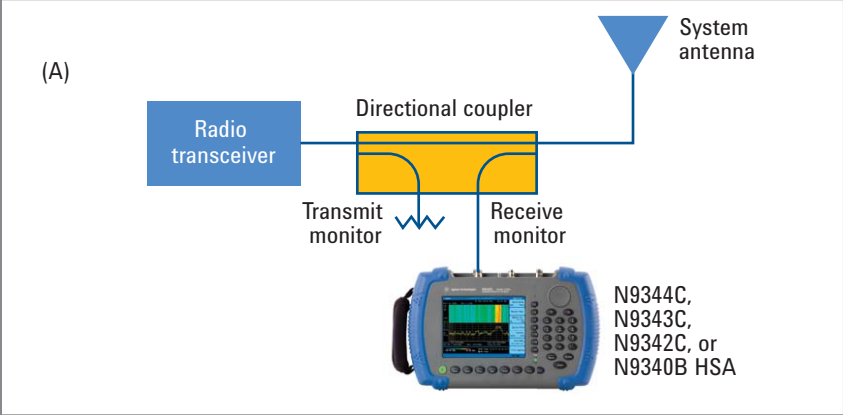 System
antenna
(A)
Directional coupler
Radio
transceiver
Transmit
monitor
Receive
monitor
N9344C,
N9343C,
N9342C, or
N9340B HSA